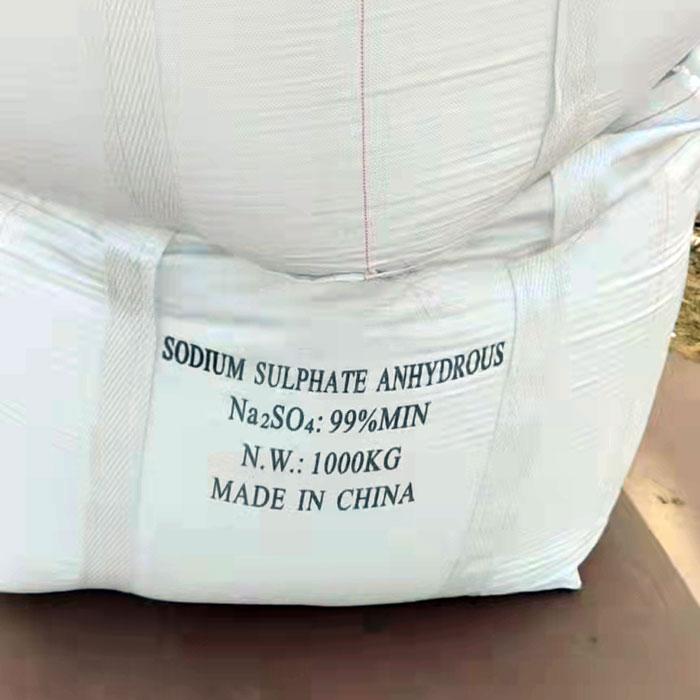 SODIUM SULPHATE ANHYDROUS
Na₂SO₄: 99%MIN
N.W.: 1000KG
MADE IN CHINA